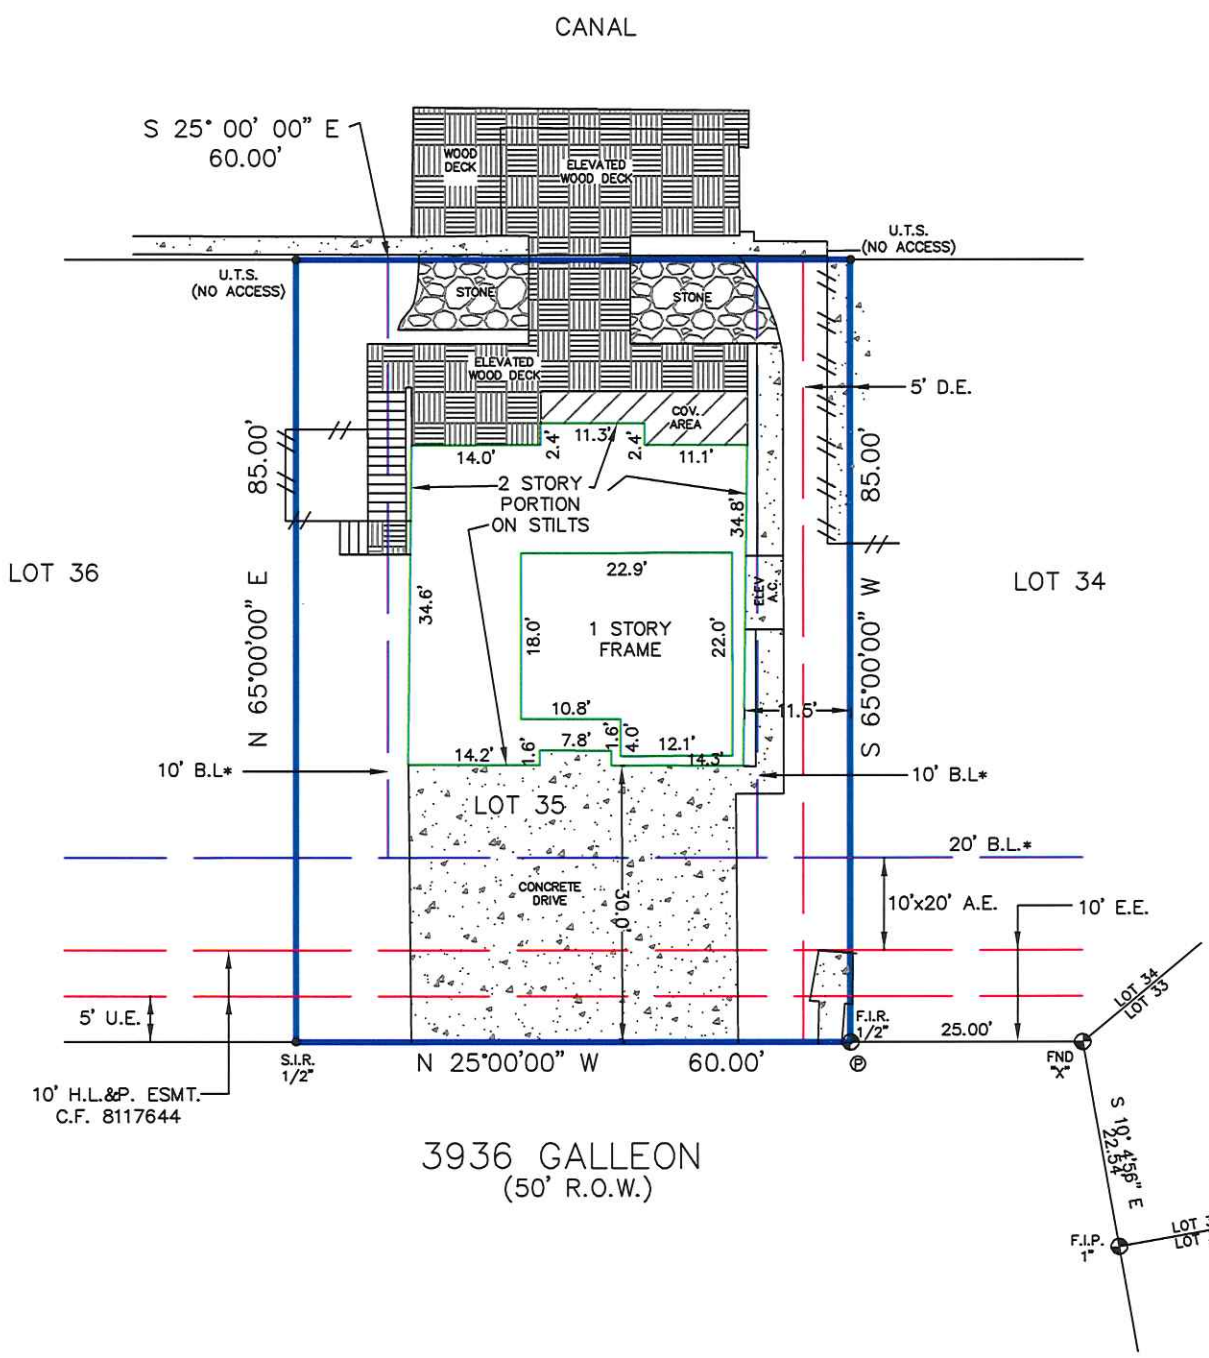 CANAL
S 25° 00' 00" E
60.00'
WOOD
DECK
ELEVATED
WOOD DECK
U.T.S.
(NO ACCESS)
U.T.S.
(NO ACCESS)
STONE
STONE
ELEVATED
WOOD DECK
5' D.E.
COV.
AREA
11.3'
14.0'
2.4'
2.4'
11.1'
85.00'
85.00'
2 STORY
PORTION
ON STILTS
34.8'
LOT 36
22.9'
ELEV
A.C.
LOT 34
34.6'
18.0'
1 STORY
FRAME
22.0'
N 65°00'00" E
S 65°00'00" W
10.8'
11.5'
7.8'
1.6'
4.0'
12.1'
14.2'
1.6'
14.3'
10' B.L*
10' B.L*
LOT 35
20' B.L.*
CONCRETE
DRIVE
30.0'
10'x20' A.E.
10' E.E.
5' U.E.
F.I.R.
1/2"
25.00'
LOT 34
LOT 33
S.I.R.
1/2"
N 25°00'00" W
60.00'
P
FND
"X"
10' H.L.&P. ESMT.
C.F. 8117644
S 10° 4'56" E
22.54'
3936 GALLEON
(50' R.O.W.)
F.I.P.
1"
LOT
LOT